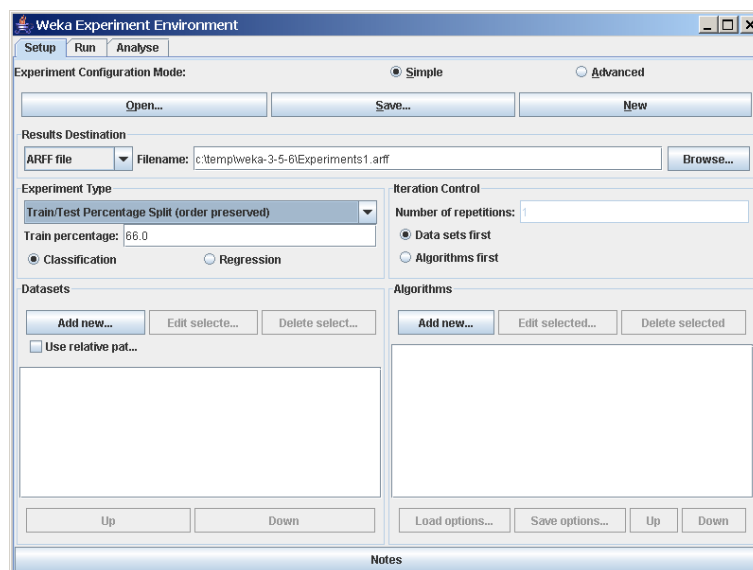 Weka Experiment Environment
Setup Run Analyse
Experiment Configuration Mode: Simple Advanced
Open... Save... New
Results Destination
ARFF file Filename: c:\temp\weka-3-5-6\Experiments1.arff Browse...
Experiment Type Iteration Control
Train/Test Percentage Split (order preserved) Number of repetitions: 1
Train percentage: 66.0 Data sets first
Classification Regression Algorithms first
Datasets Algorithms
Add new... Edit selecte... Delete select... Add new... Edit selected... Delete selected
Use relative pat...
Up Down Load options... Save options... Up Down
Notes